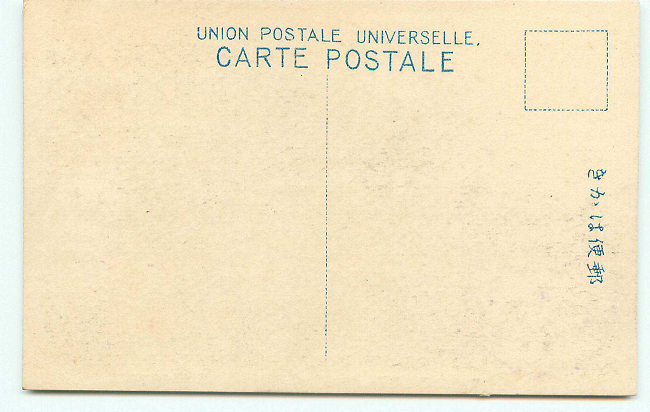 UNION POSTALE UNIVERSELLE.
CARTE POSTALE
郵便はかき